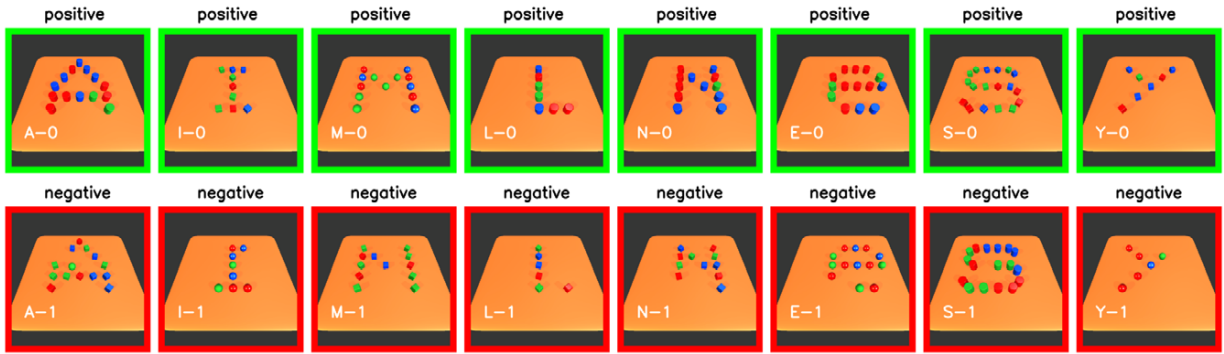 positive positive positive positive positive positive positive positive
A-0 I-0 M-0 L-0 N-0 E-0 S-0 Y-0
negative negative negative negative negative negative negative negative
A-1 I-1 M-1 L-1 N-1 E-1 S-1 Y-1